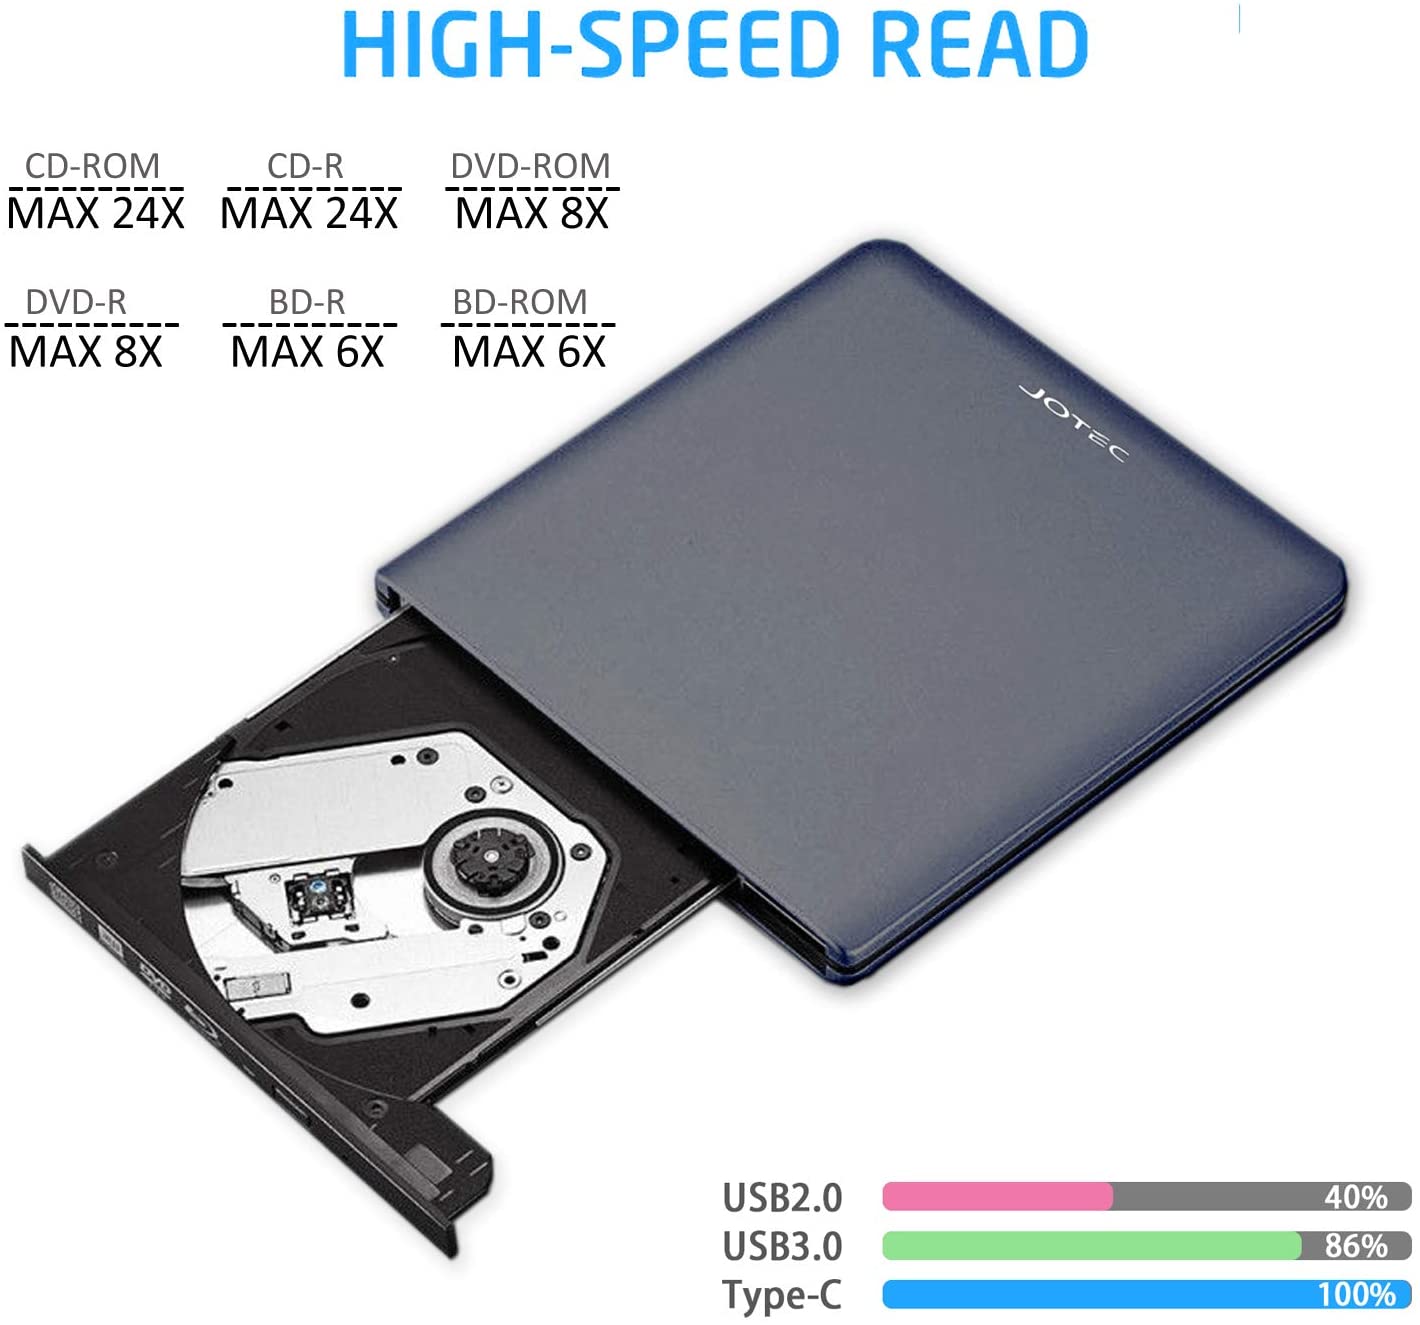 HIGH-SPEED READ
CD-ROM
MAX 24X
CD-R
MAX 24X
DVD-ROM
MAX 8X
DVD-R
MAX 8X
BD-R
MAX 6X
BD-ROM
MAX 6X
JOTEC
DVD
USB2.0 40%
USB3.0 86%
Type-C 100%